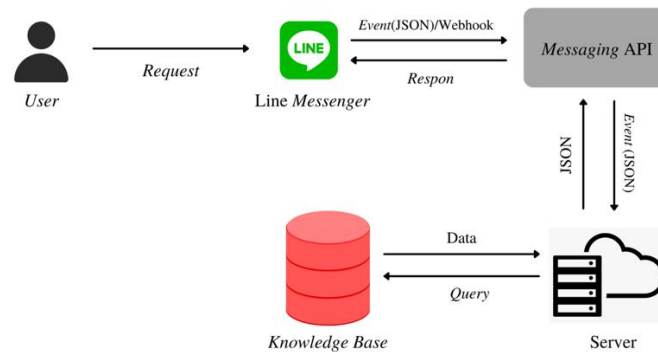 LINE
Event(JSON)/Webhook
Messaging API
Request
Respon
User
Line Messenger
JSON
Event (JSON)
Data
Query
Knowledge Base
Server